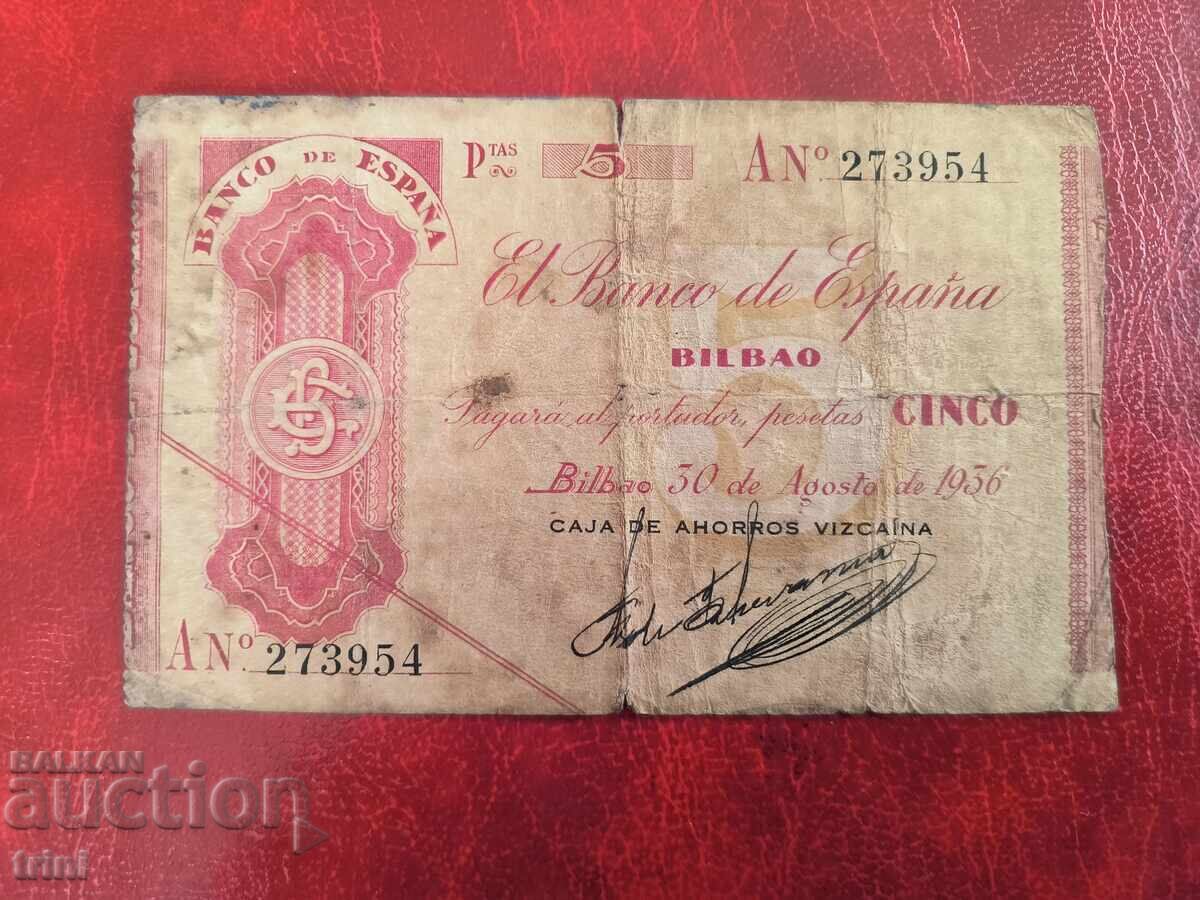 BANCO DE ESPAÑA
PTAS 5 A Nº 273954
El Banco de España
BILBAO
Pagará al portador, pesetas CINCO
Bilbao 30 de Agosto de 1936
CAJA DE AHORROS VIZCAÍNA
A Nº 273954
BALKAN
auction
trini